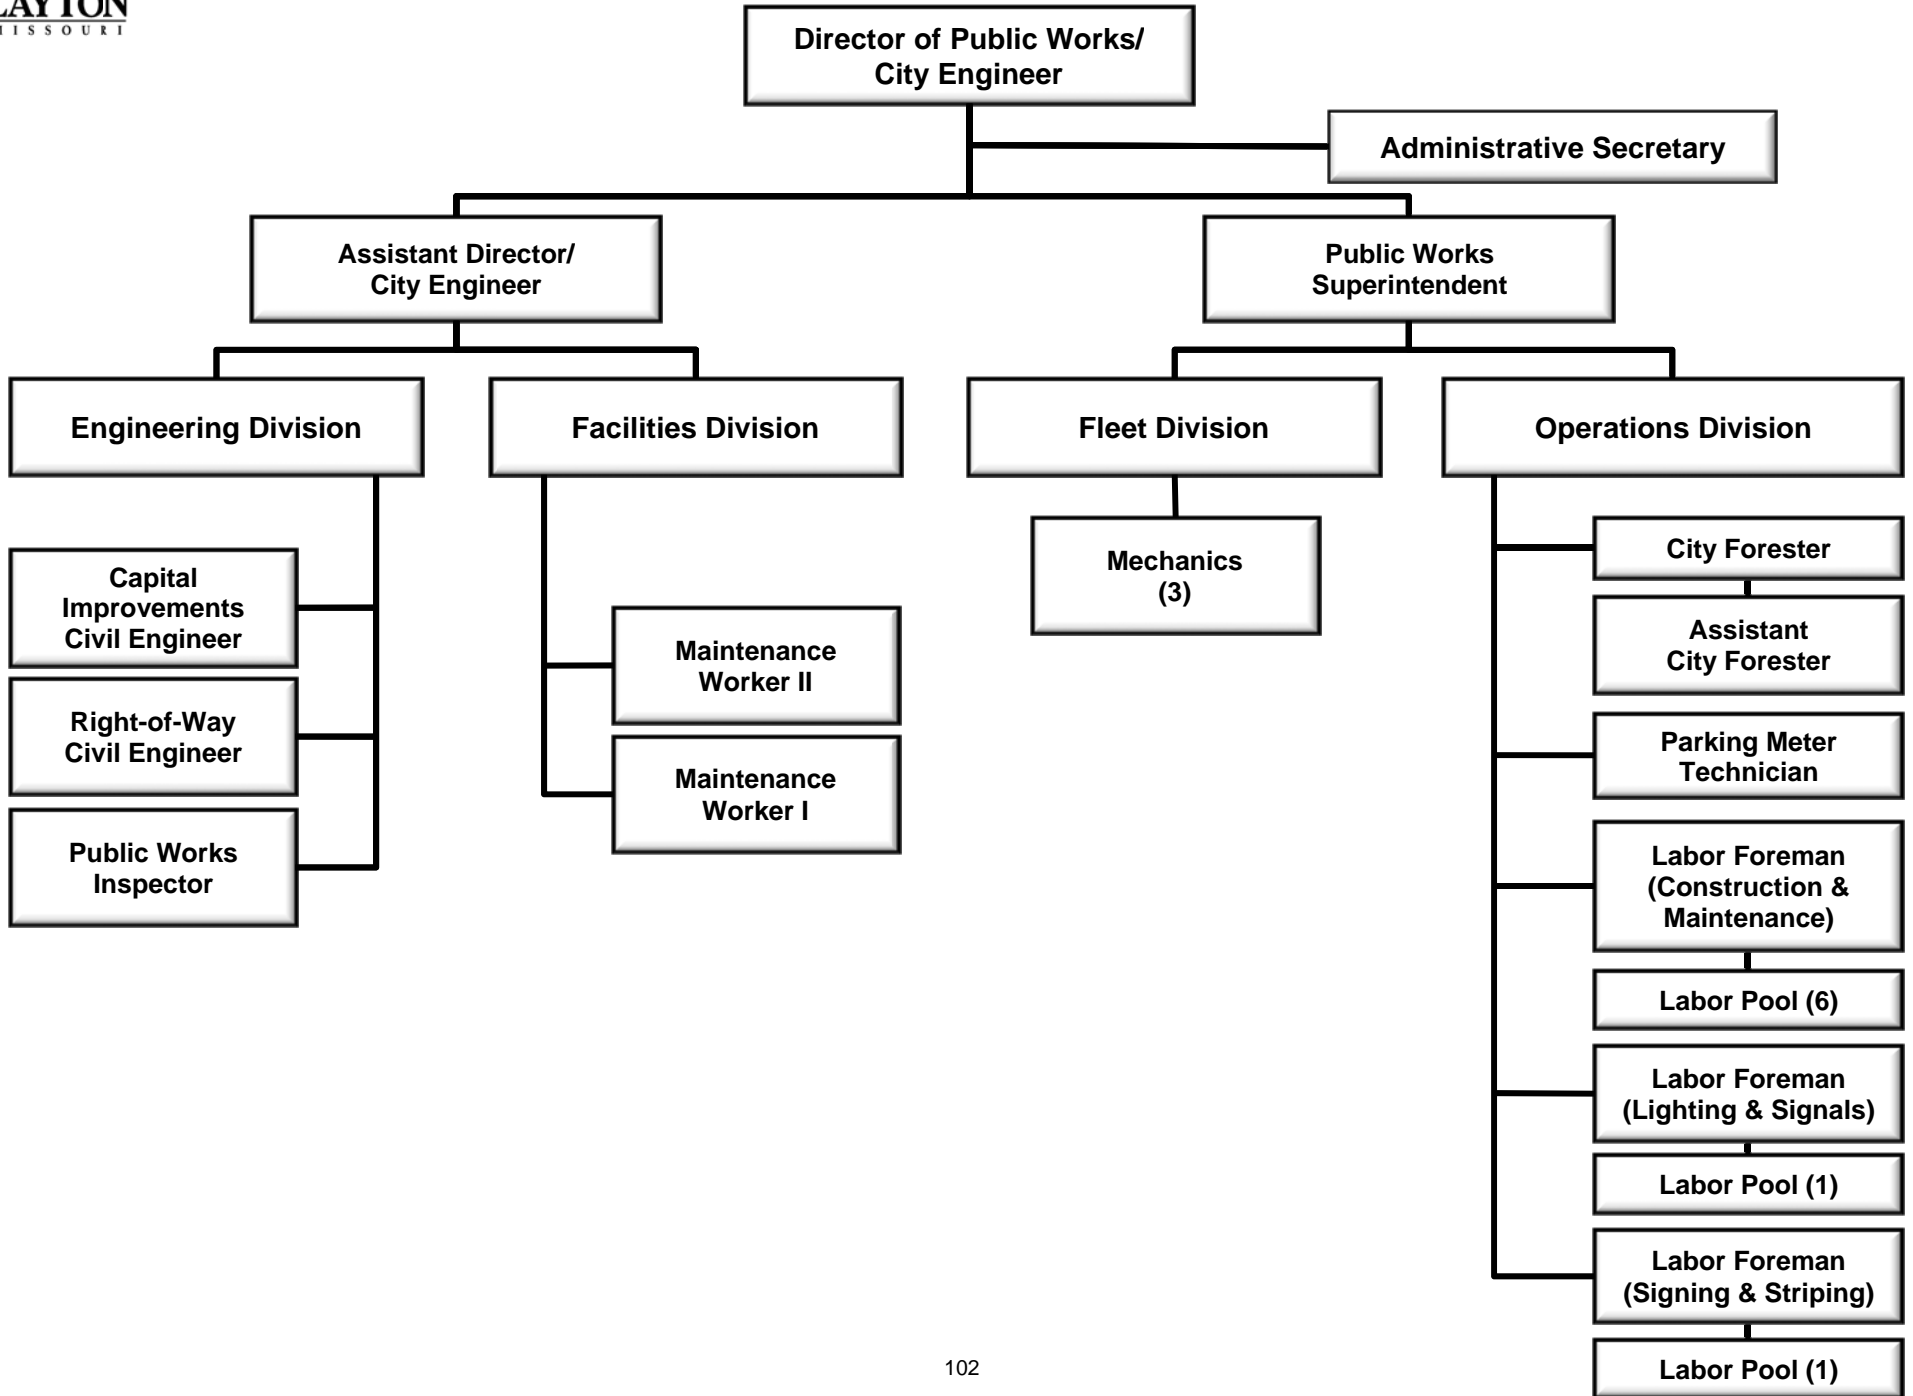 LAYTON
MISSOURI
Director of Public Works/
City Engineer
Administrative Secretary
Assistant Director/
City Engineer
Public Works
Superintendent
Engineering Division
Facilities Division
Fleet Division
Operations Division
Capital
Improvements
Civil Engineer
Right-of-Way
Civil Engineer
Public Works
Inspector
Maintenance
Worker II
Maintenance
Worker I
Mechanics
(3)
City Forester
Assistant
City Forester
Parking Meter
Technician
Labor Foreman
(Construction &
Maintenance)
Labor Pool (6)
Labor Foreman
(Lighting & Signals)
Labor Pool (1)
Labor Foreman
(Signing & Striping)
Labor Pool (1)
102